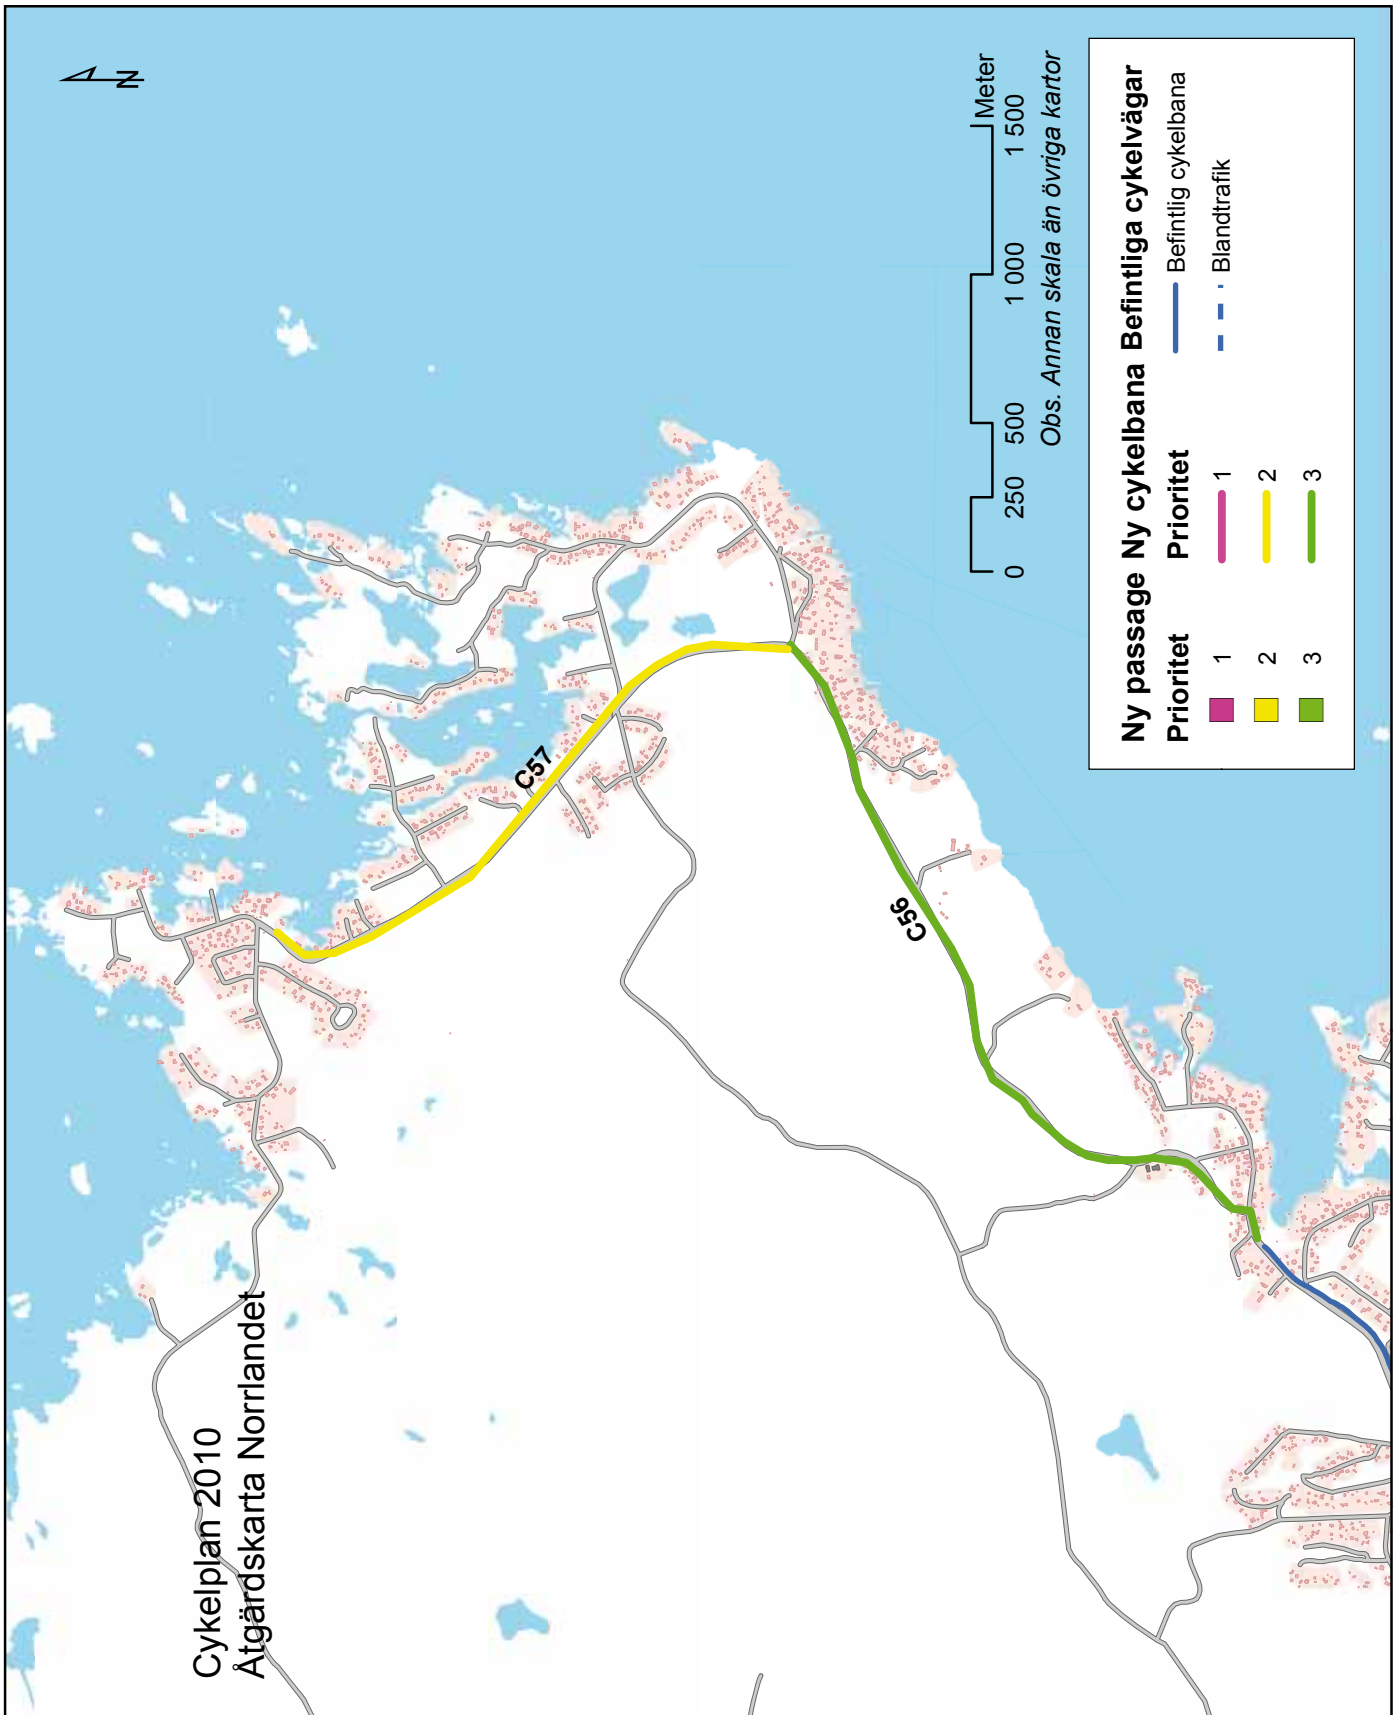 Cykelplan 2010
Åtgärdskarta Norrlandet
N
C57
C56
0 250 500 1 000 1 500
Meter
Obs. Annan skala än övriga kartor
Ny passage Ny cykelbana Befintliga cykelvägar
Prioritet Prioritet Befintlig cykelbana
1 1 Blandtrafik
2 2
3 3